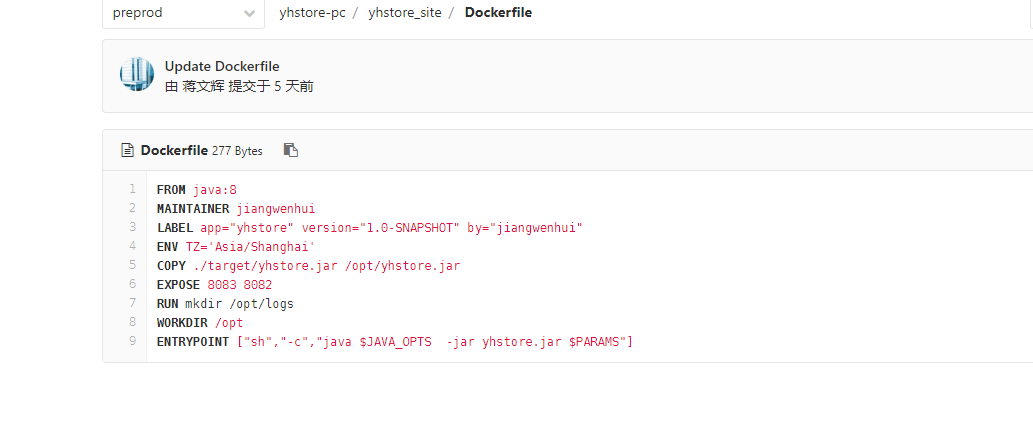 preprod
yhstore-pc / yhstore_site / Dockerfile
Update Dockerfile
由 蒋文辉 提交于 5 天前
Dockerfile 277 Bytes
1 FROM java:8
2 MAINTAINER jiangwenhui
3 LABEL app="yhstore" version="1.0-SNAPSHOT" by="jiangwenhui"
4 ENV TZ='Asia/Shanghai'
5 COPY ./target/yhstore.jar /opt/yhstore.jar
6 EXPOSE 8083 8082
7 RUN mkdir /opt/logs
8 WORKDIR /opt
9 ENTRYPOINT ["sh","-c","java $JAVA_OPTS  -jar yhstore.jar $PARAMS"]